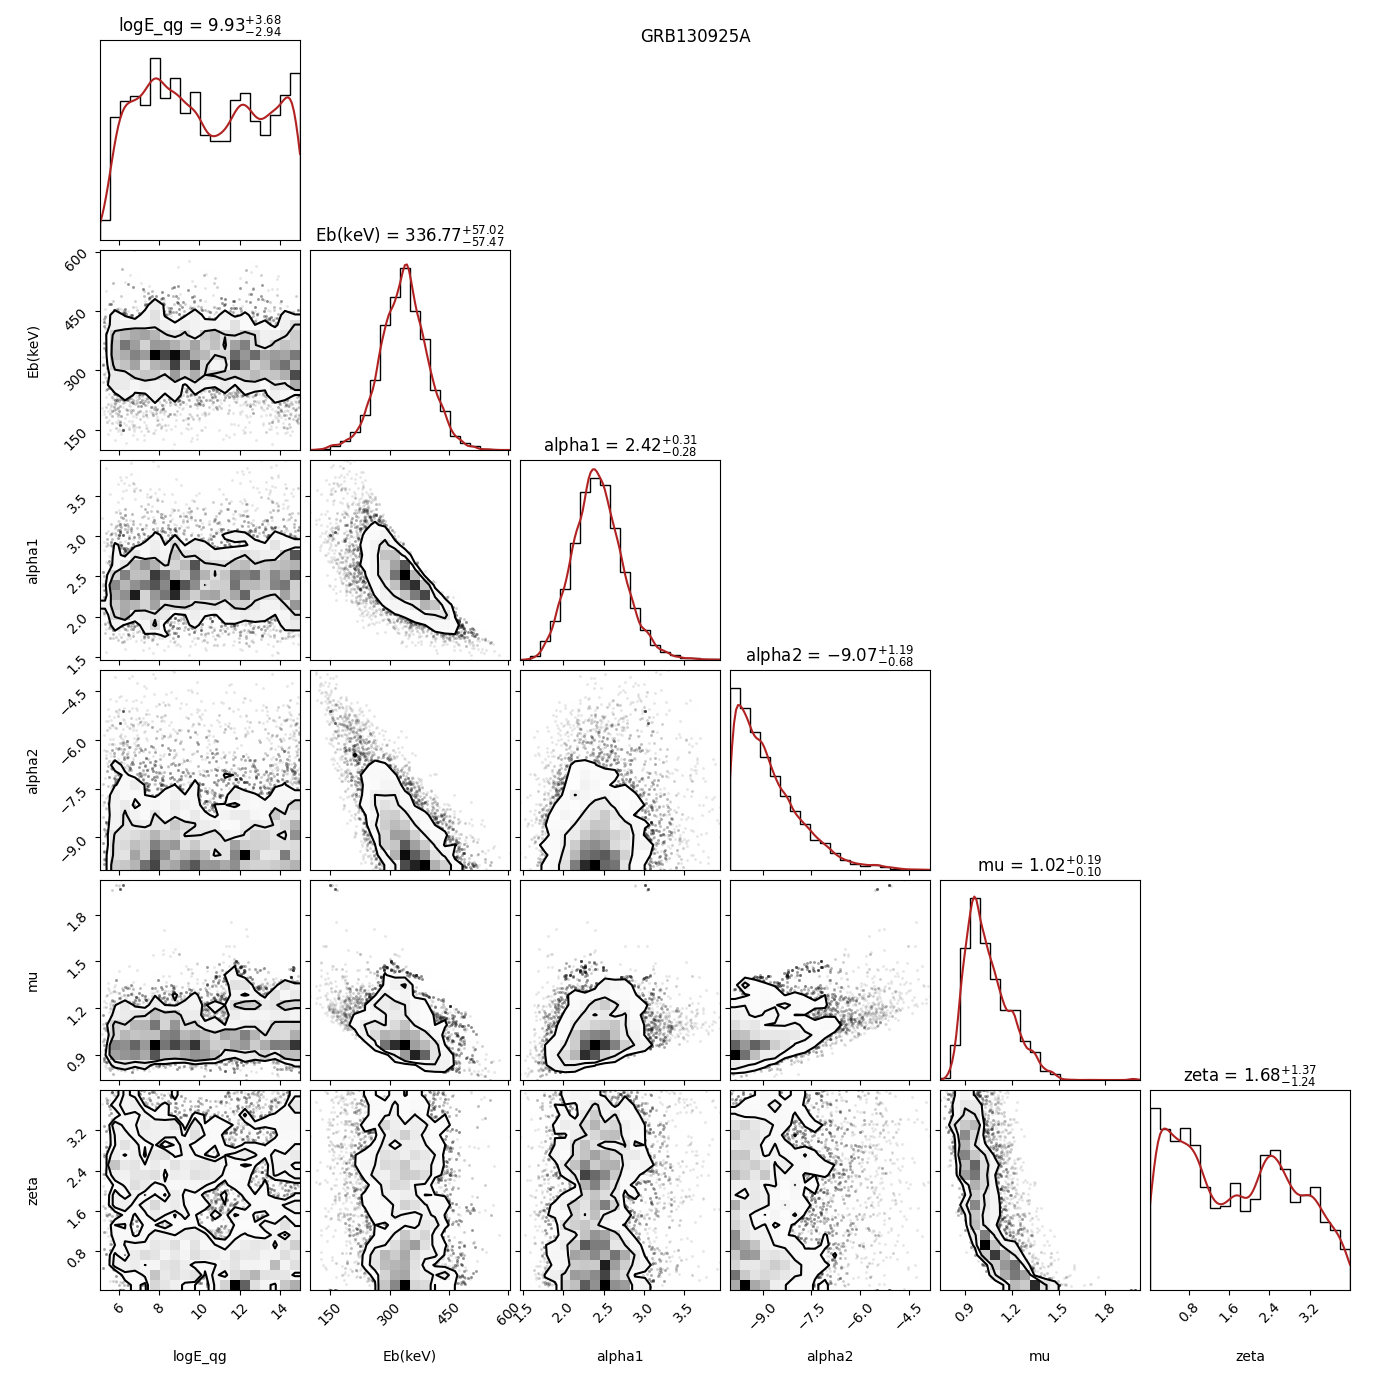 GRB130925A
logE_qg = 9.93+3.68 −2.94
Eb(keV) = 336.77+57.02 −57.47
600
450
300
150
Eb(keV)
alpha1 = 2.42+0.31 −0.28
3.5
3.0
2.5
2.0
1.5
alpha1
alpha2 = −9.07+1.19 −0.68
−4.5
−6.0
−7.5
−9.0
alpha2
mu = 1.02+0.19 −0.10
1.8
1.5
1.2
0.9
mu
zeta = 1.68+1.37 −1.24
3.2
2.4
1.6
0.8
zeta
6 8 10 12 14
150 300 450 600
1.5 2.0 2.5 3.0 3.5
−9.0 −7.5 −6.0 −4.5
0.9 1.2 1.5 1.8
0.8 1.6 2.4 3.2
logE_qg Eb(keV) alpha1 alpha2 mu zeta